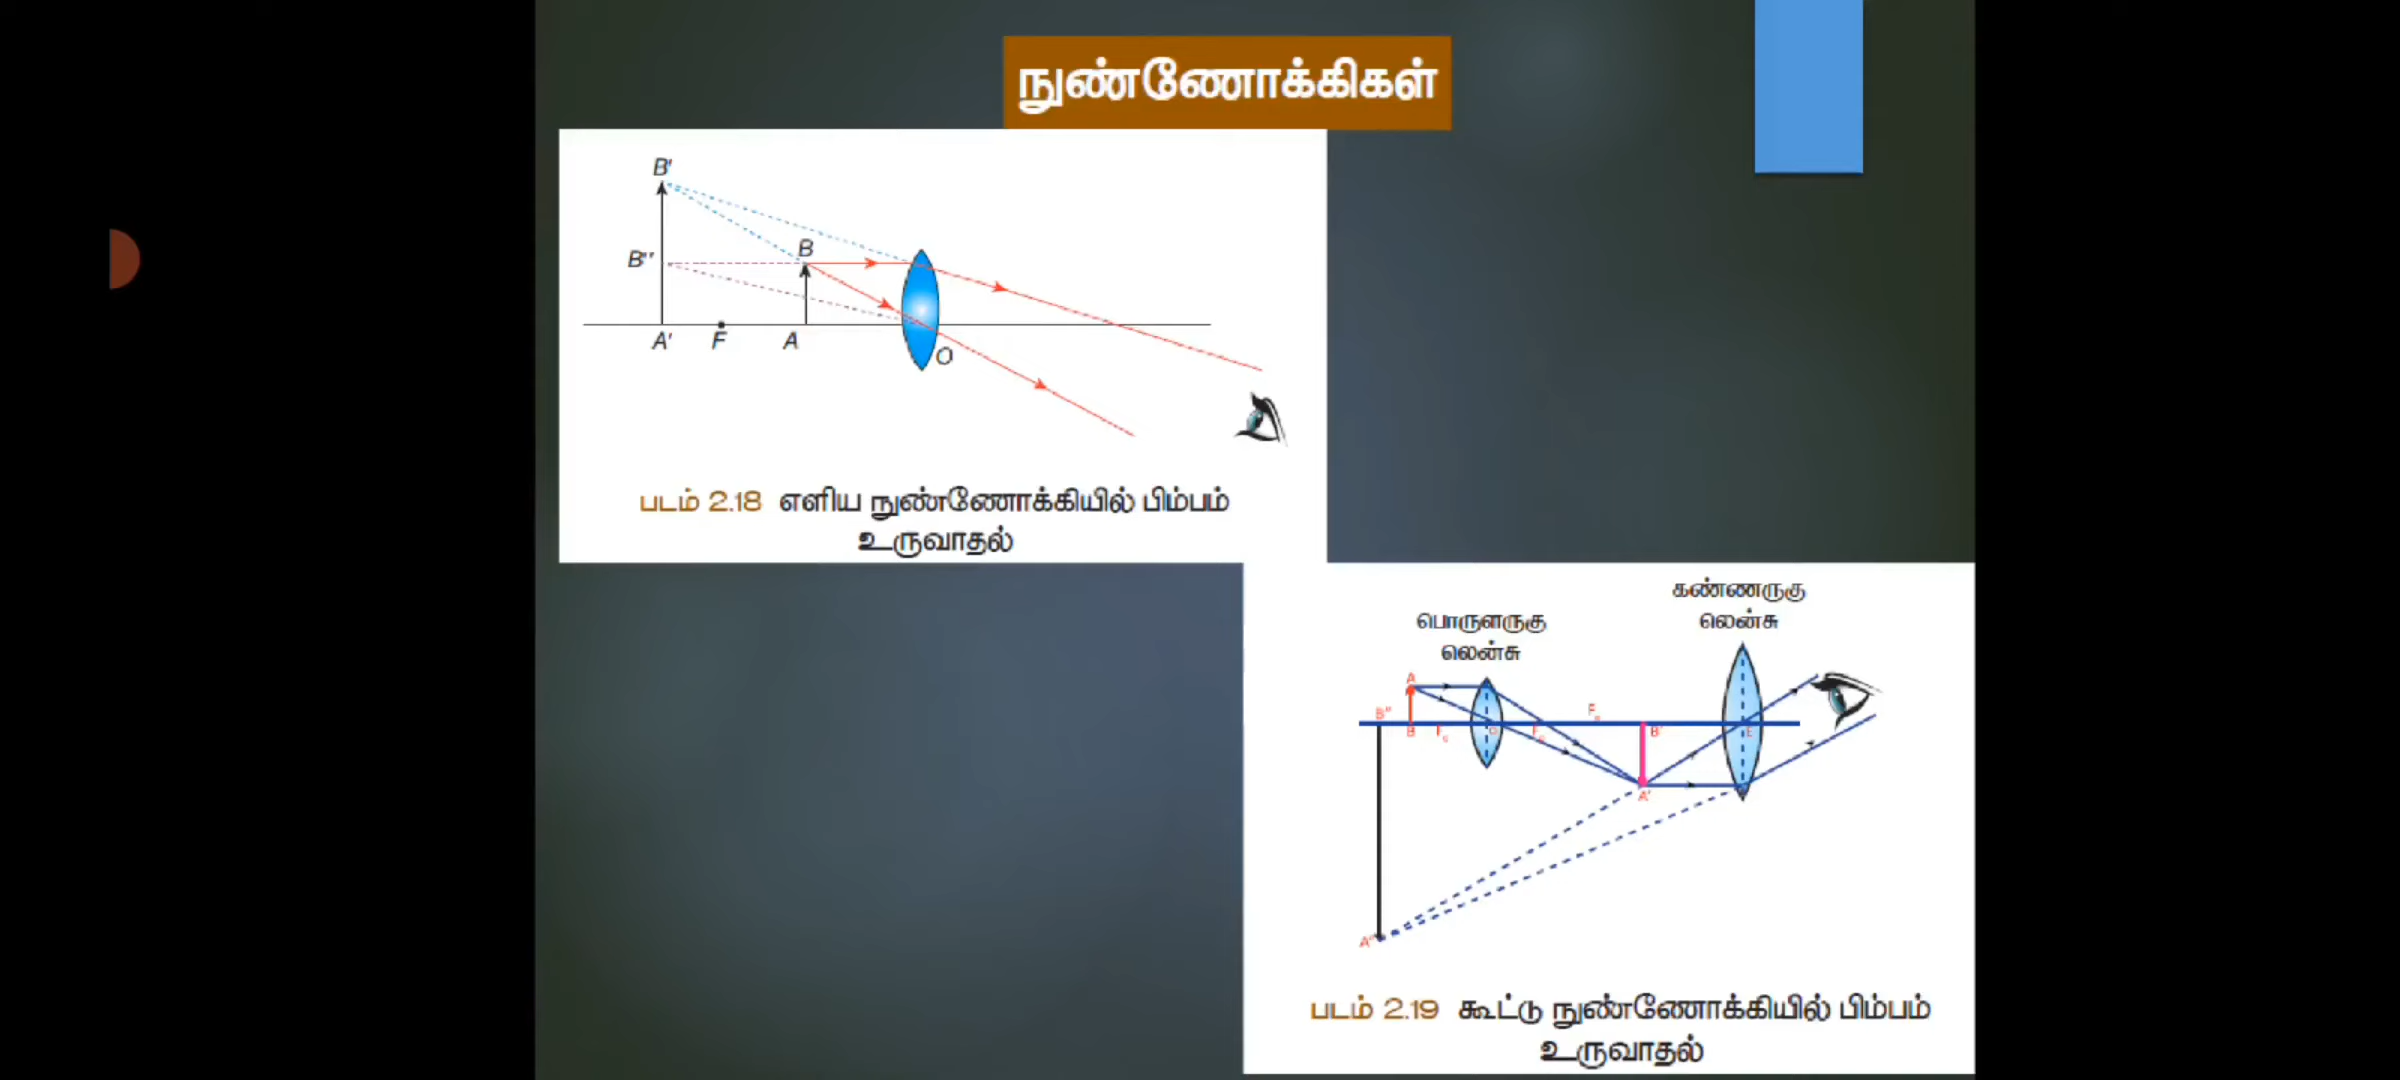 நுண்ணோக்கிகள்
B'
B
B''
A'
F
A
O
படம் 2.18 எளிய நுண்ணோக்கியில் பிம்பம்
உருவாதல்
கண்ணருகு
லென்சு
பொருளருகு
லென்சு
A
B''
B
B'
E
A'
A''
படம் 2.19 கூட்டு நுண்ணோக்கியில் பிம்பம்
உருவாதல்